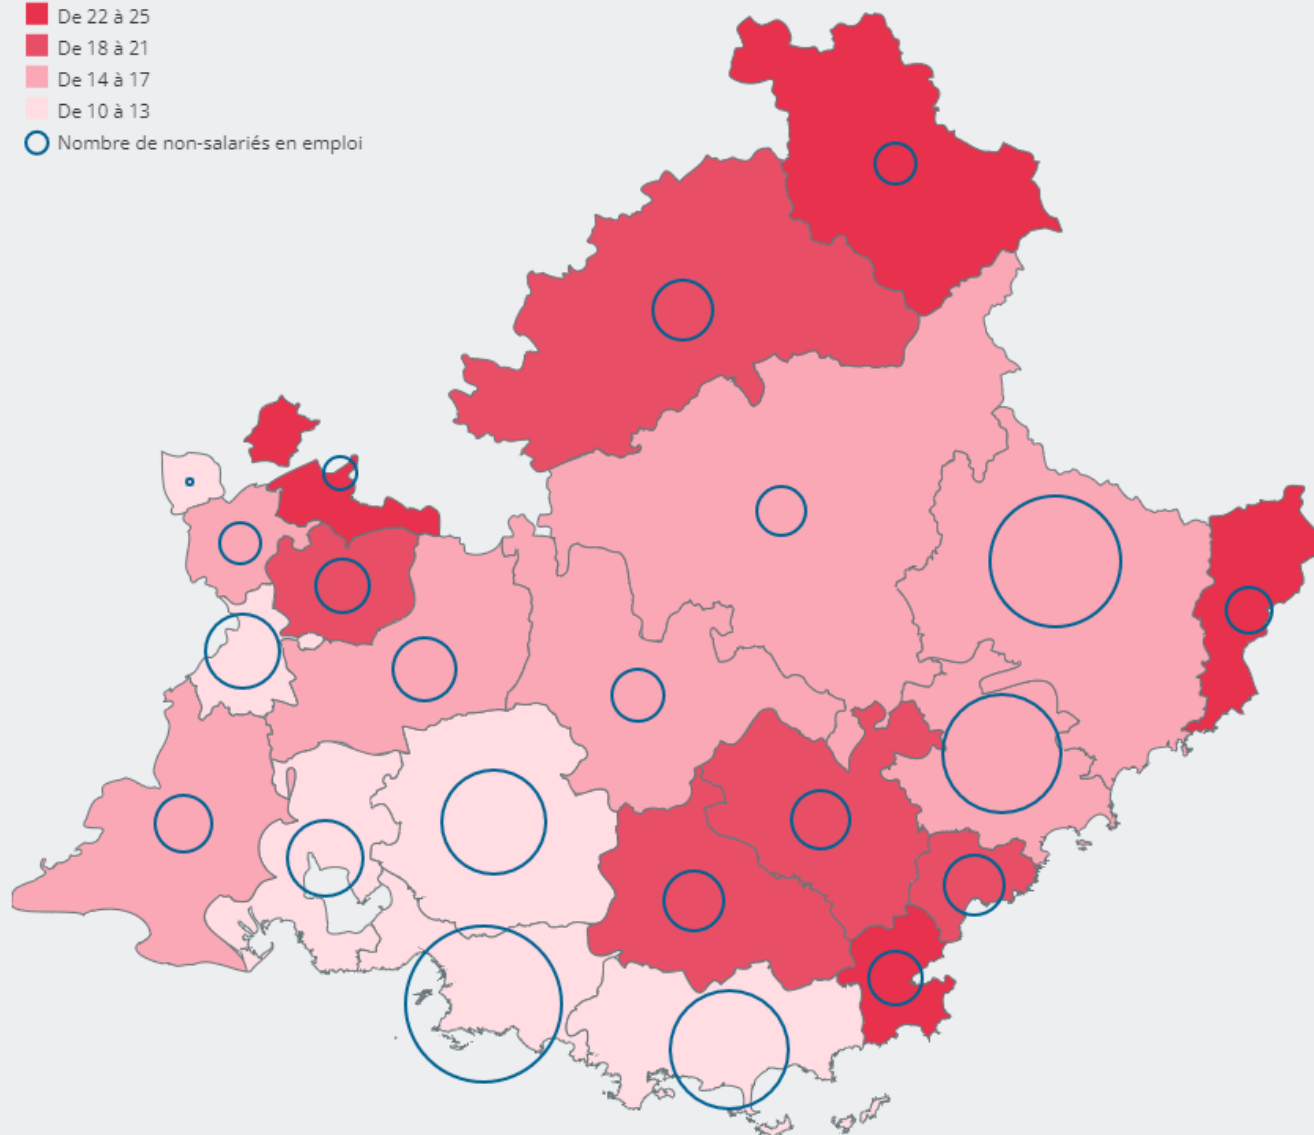 De 22 à 25
De 18 à 21
De 14 à 17
De 10 à 13
Nombre de non-salariés en emploi